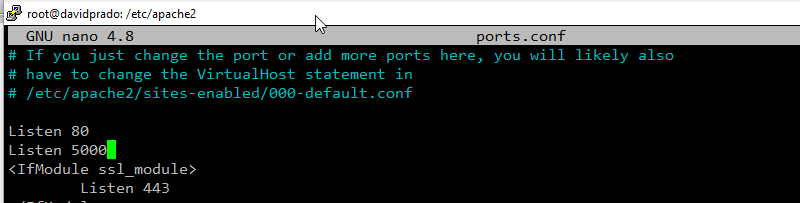 root@davidprado: /etc/apache2
GNU nano 4.8 ports.conf
# If you just change the port or add more ports here, you will likely also
# have to change the VirtualHost statement in
# /etc/apache2/sites-enabled/000-default.conf
Listen 80
Listen 5000
<IfModule ssl_module>
Listen 443